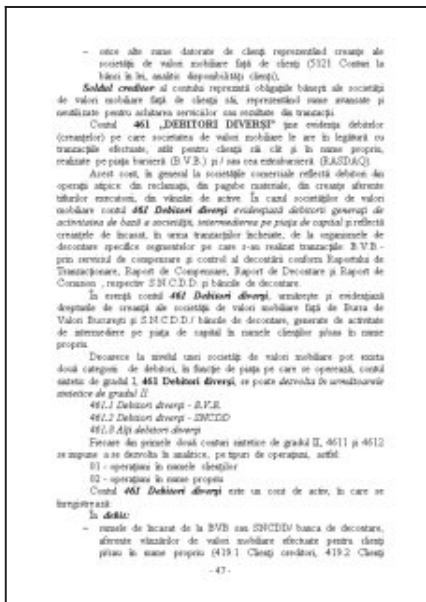 – orice alte sume datorate de clienţi reprezentând creanţe ale
societăţii de valori mobiliare faţă de clienţi (5121 Conturi la
bănci în lei, analitic disponibilităţi clienţi),
Soldul creditor al contului reprezintă obligaţiile băneşti ale societăţii
de valori mobiliare faţă de clienţii săi, reprezentând sume avansate şi
neutilizate pentru achitarea serviciilor sau rezultate din tranzacţii.
Contul 461 „DEBITORI DIVERŞI” ţine evidenţa debitelor
(creanţelor) pe care societatea de valori mobiliare le are în legătură cu
tranzacţiile efectuate, atât pentru clienţii săi cât şi în nume propriu,
realizate pe piaţa bursieră (B.V.B.) şi / sau cea extrabursieră (RASDAQ).
Acest cont, în general la societăţile comerciale reflectă debitori din
operaţii atipice: din reclamaţii, din pagube materiale, din creanţe aferente
titlurilor executorii, din vânzări de active. În cazul societăţilor de valori
mobiliare contul 461 Debitori diverşi evidenţiază debitorii generaţi de
activitatea de bază a societăţii, intermedierea pe piaţa de capital şi reflectă
creanţele de încasat, în urma tranzacţiilor încheiate, de la organismele de
decontare specifice segmentelor pe care s-au realizat tranzacţiile: B.V.B.-
prin serviciul de compensare şi control al decontării conform Raportului de
Tranzacţionare, Raport de Compensare, Raport de Decontare şi Raport de
Comision , respectiv S.N.C.D.D. şi băncile de decontare.
În esenţă contul 461 Debitori diverşi, urmăreşte şi evidenţiază
drepturile de creanţă ale societăţii de valori mobiliare faţă de Bursa de
Valori Bucureşti şi S.N.C.D.D./ băncile de decontare, generate de activitate
de intermediere pe piaţa de capital în numele clienţilor şi/sau în nume
propriu.
Deoarece la nivelul unei societăţi de valori mobiliare pot exista
două categorii de debitori, în funcţie de piaţa pe care se operează, contul
sintetic de gradul I, 461 Debitori diverşi, se poate dezvolta în următoarele
sintetice de gradul II:
461.1 Debitori diverşi - B.V.B.
461.2 Debitori diverşi - SNCDD
461.3 Alţi debitori diverşi
Fiecare din primele două conturi sintetice de gradul II, 4611 şi 4612
se impune a se dezvolta în analitice, pe tipuri de operaţiuni, astfel:
01 - operaţiuni în numele clienţilor
02 - operaţiuni în nume propriu
Contul 461 Debitori diverşi este un cont de activ, în care se
înregistrează:
În debit:
– sumele de încasat de la BVB sau SNCDD/ banca de decontare,
aferente vânzărilor de valori mobiliare efectuate pentru clienţi
şi/sau în nume propriu (419.1 Clienţi creditori, 419.2 Clienţi
- 47 -